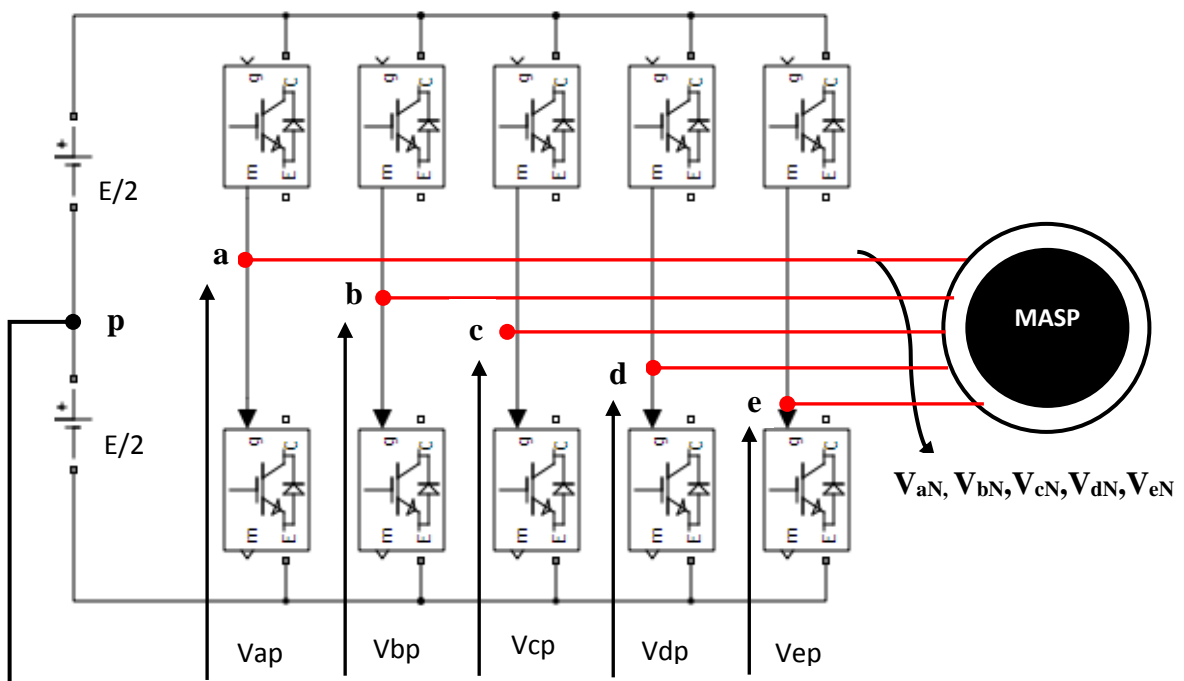 g C g C g C g C g C
m E m E m E m E m E
+
E/2
a
b
p
c
MASP
d
+
e
E/2
g C g C g C g C g C
m E m E m E m E m E
VaN, VbN,VcN,VdN,VeN
Vap Vbp Vcp Vdp Vep